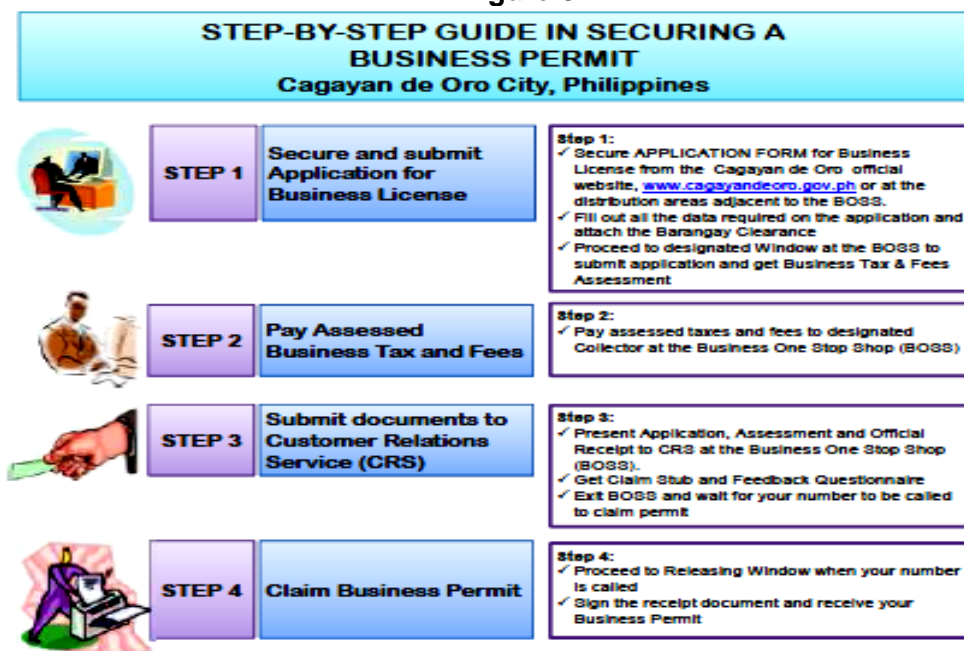 STEP-BY-STEP GUIDE IN SECURING A
BUSINESS PERMIT
Cagayan de Oro City, Philippines
STEP 1
Secure and submit
Application for
Business License
Step 1:
✓ Secure APPLICATION FORM for Business
License from the Cagayan de Oro official
website, www.cagayandeoro.gov.ph or at the
distribution areas adjacent to the BOSS.
✓ Fill out all the data required on the application and
attach the Barangay Clearance
✓ Proceed to designated Window at the BOSS to
submit application and get Business Tax & Fees
Assessment
STEP 2
Pay Assessed
Business Tax and Fees
Step 2:
✓ Pay assessed taxes and fees to designated
Collector at the Business One Stop Shop (BOSS)
STEP 3
Submit documents to
Customer Relations
Service (CRS)
Step 3:
✓ Present Application, Assessment and Official
Receipt to CRS at the Business One Stop Shop
(BOSS).
✓ Get Claim Stub and Feedback Questionnaire
✓ Exit BOSS and wait for your number to be called
to claim permit
STEP 4
Claim Business Permit
Step 4:
✓ Proceed to Releasing Window when your number
is called
✓ Sign the receipt document and receive your
Business Permit